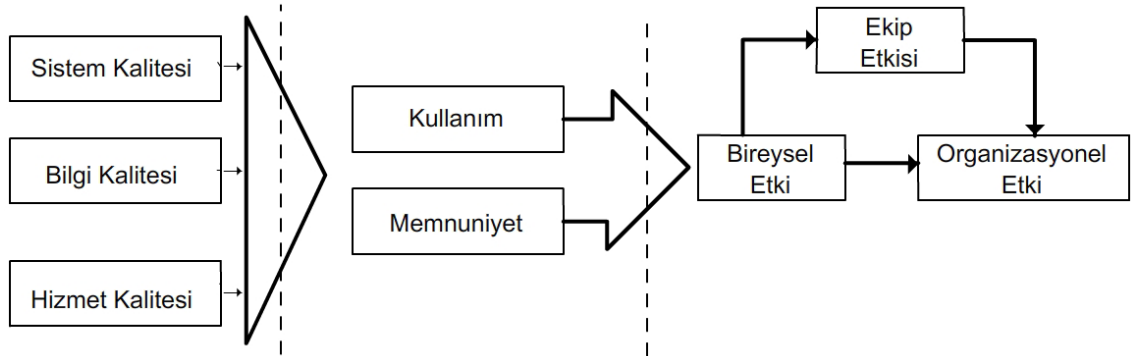 Sistem Kalitesi
Bilgi Kalitesi
Hizmet Kalitesi
Kullanım
Memnuniyet
Bireysel
Etki
Ekip
Etkisi
Organizasyonel
Etki